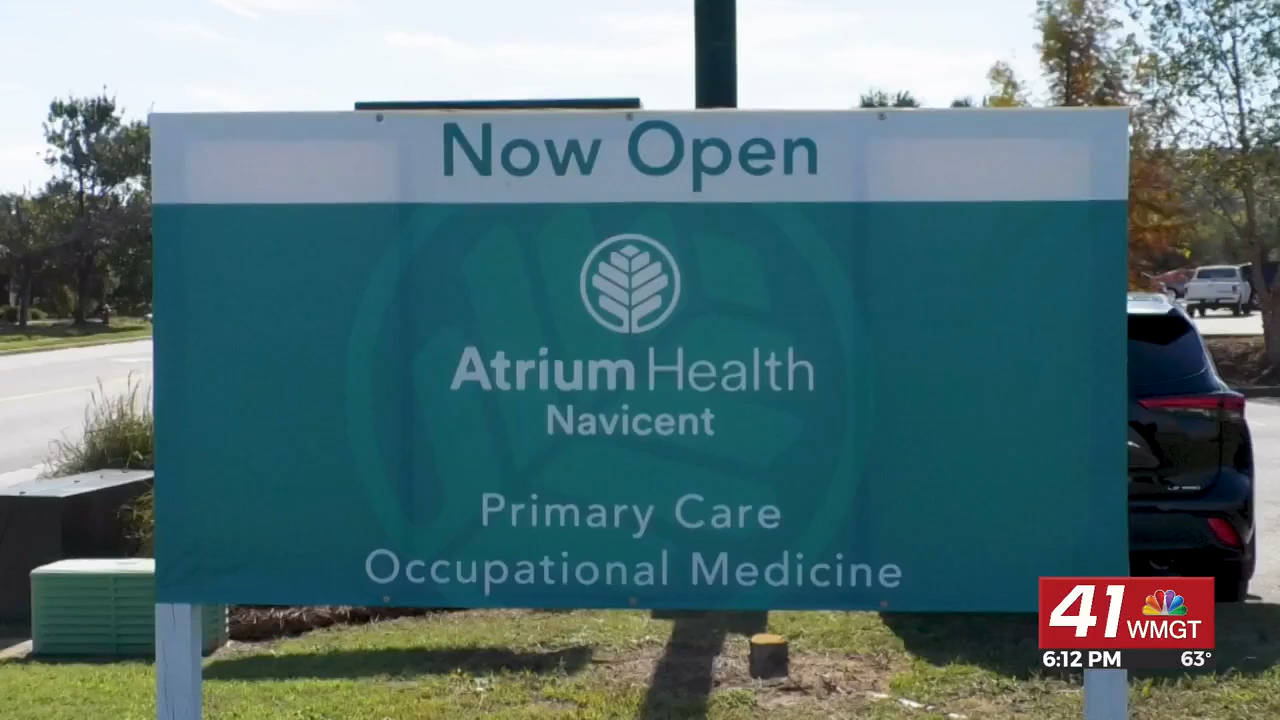 Now Open
Atrium Health
Navicent
Primary Care
Occupational Medicine
41
WMGT
6:12 PM 63°